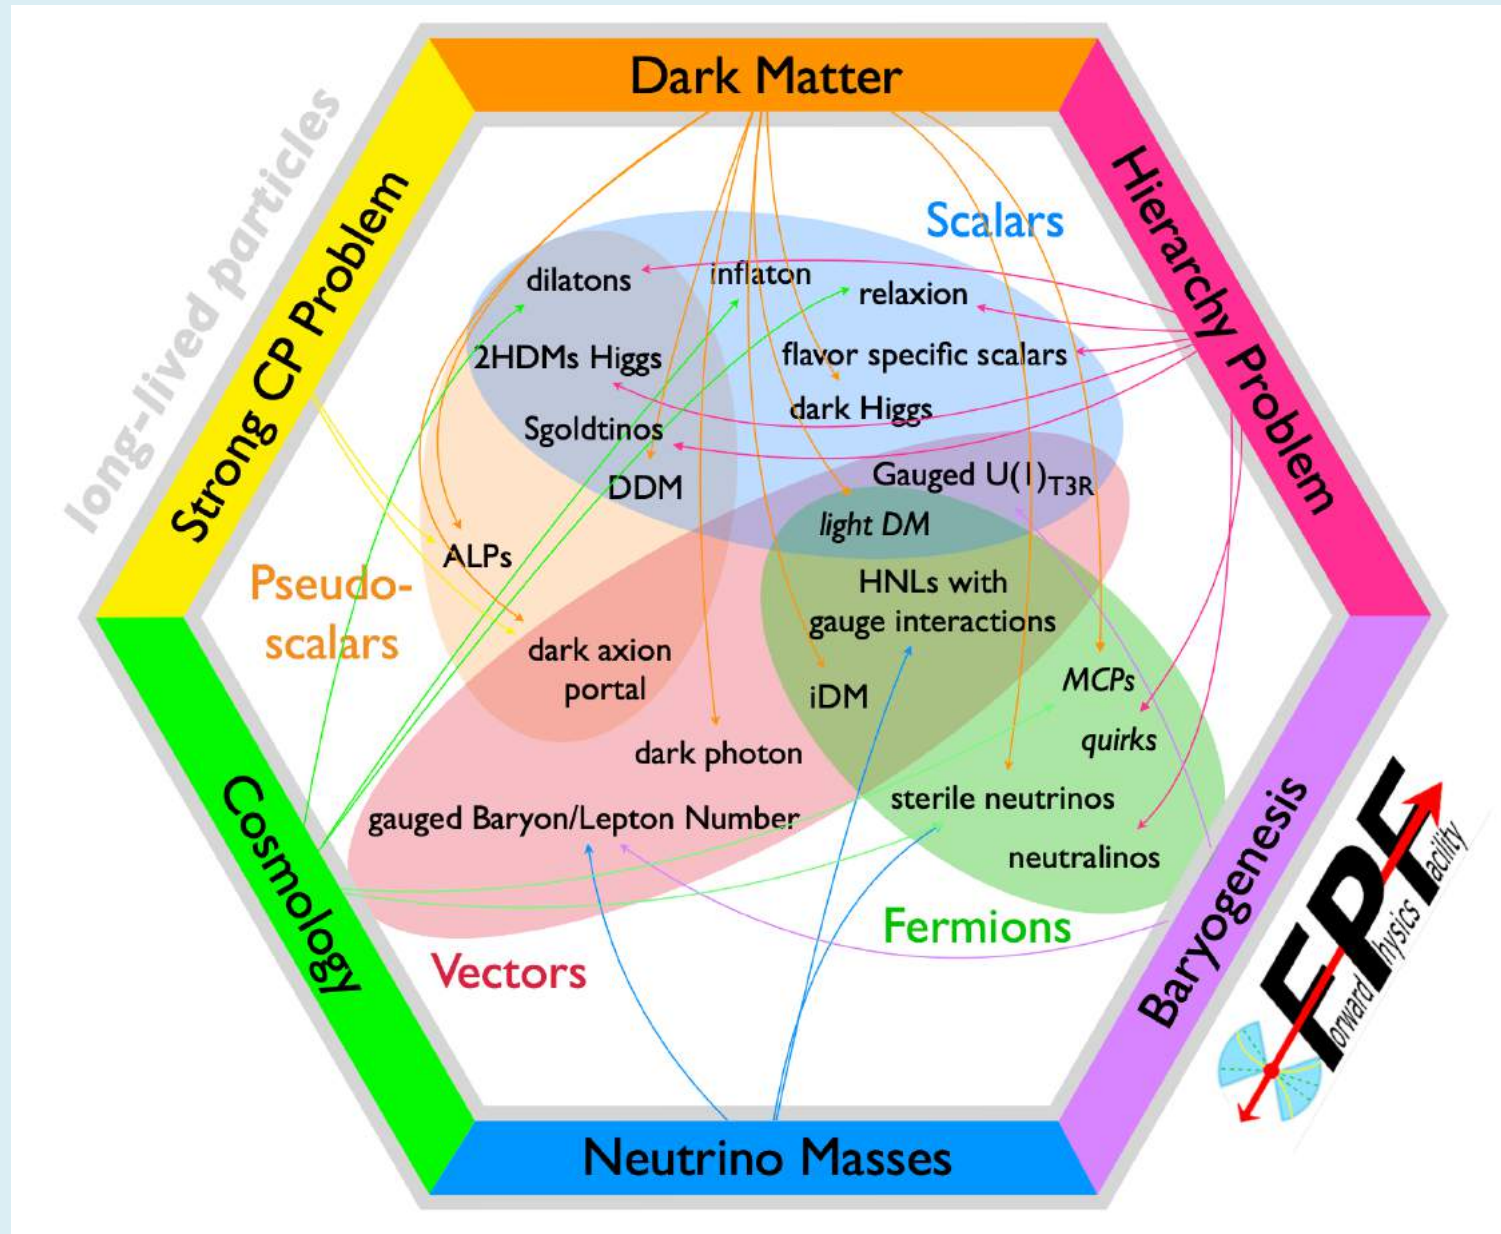 Dark Matter
long-lived particles
Strong CP Problem
Hierarchy Problem
Scalars
dilatons
inflaton
relaxion
2HDMs Higgs
flavor specific scalars
dark Higgs
Sgoldtinos
DDM
Gauged U(1)T3R
light DM
ALPs
Pseudo-
scalars
HNLs with
gauge interactions
dark axion
portal
iDM
MCPs
quirks
dark photon
sterile neutrinos
gauged Baryon/Lepton Number
neutralinos
Fermions
Vectors
Cosmology
Baryogenesis
Neutrino Masses
Forward Physics Facility